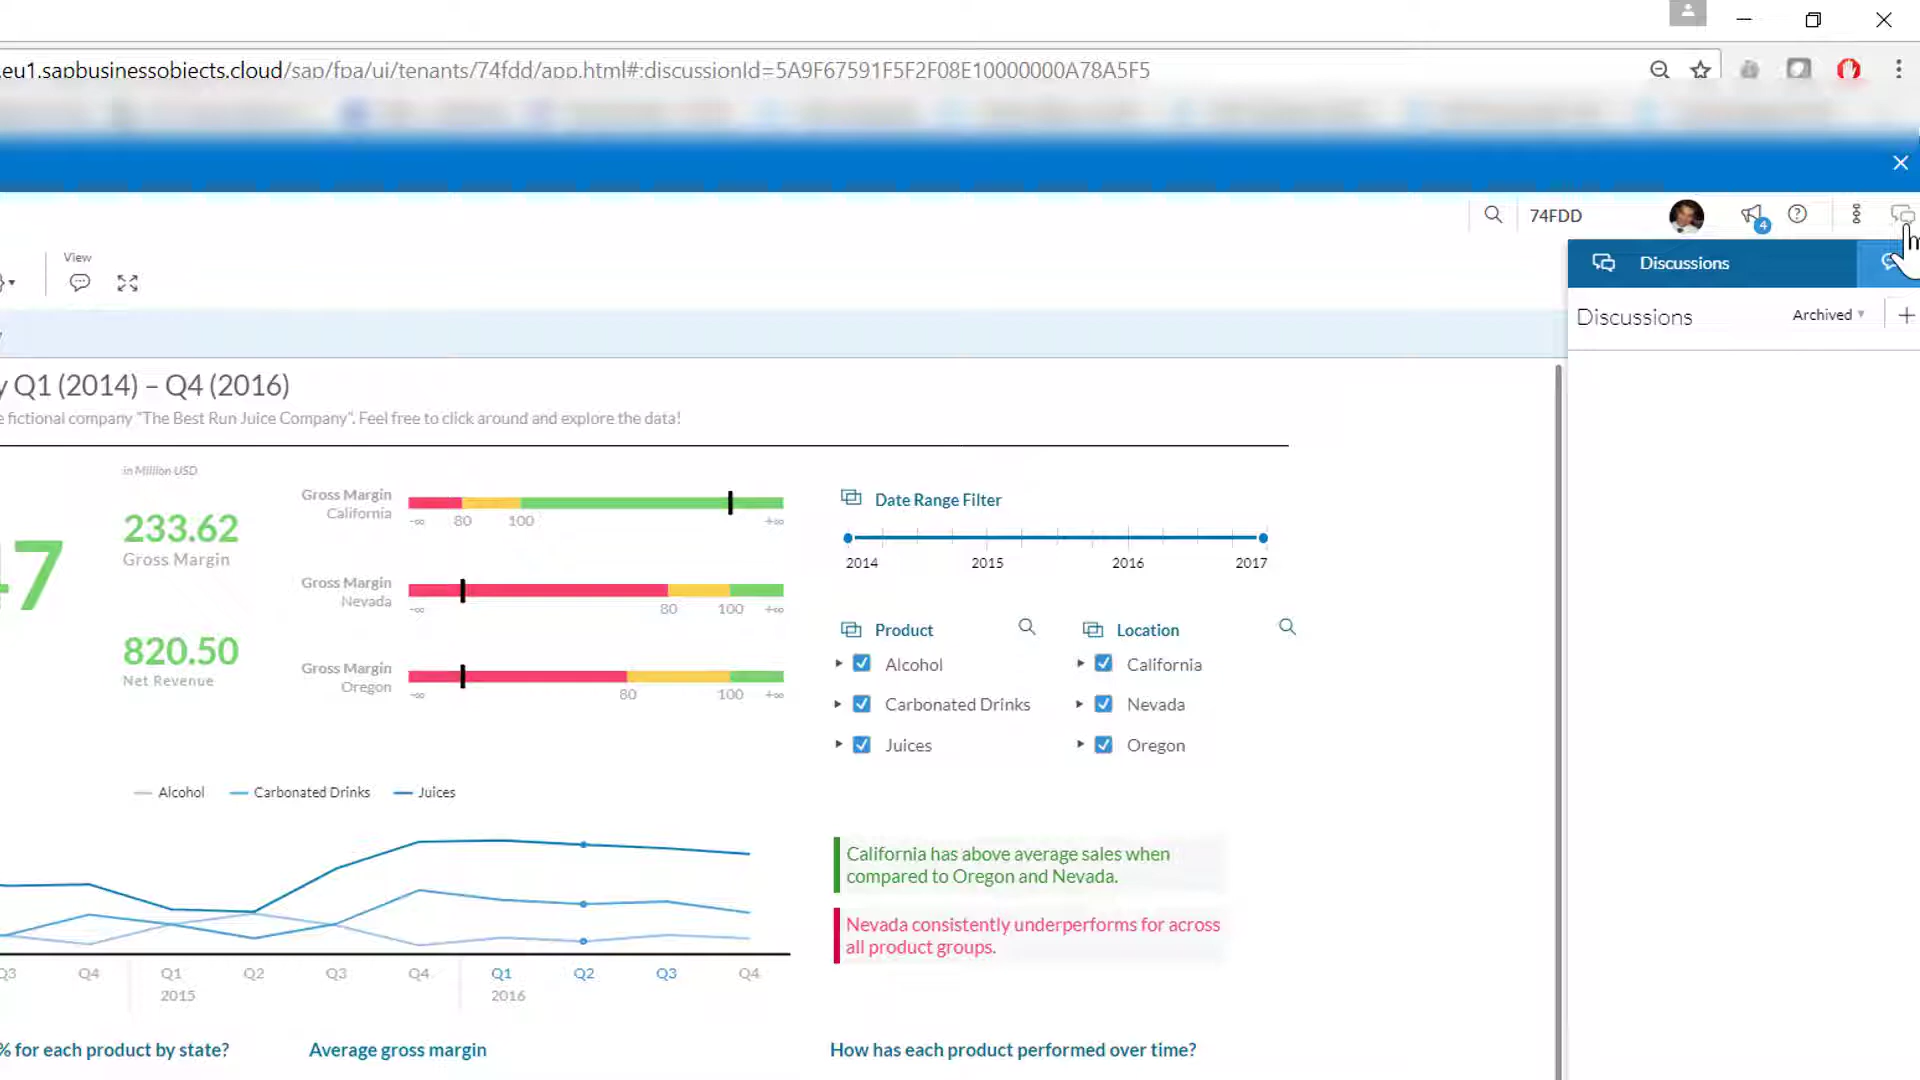 .eu1.sapbusinessobjects.cloud/sap/fpa/ui/tenants/74fdd/app.html#;discussionId=5A9F67591F5F2F08E10000000A78A5F5
74FDD
4
View
Discussions
Discussions
Archived
y Q1 (2014) – Q4 (2016)
e fictional company "The Best Run Juice Company". Feel free to click around and explore the data!
in Million USD
47
233.62
Gross Margin
820.50
Net Revenue
Gross Margin
California
-∞ 80 100 +∞
Gross Margin
Nevada
-∞ 80 100 +∞
Gross Margin
Oregon
-∞ 80 100 +∞
Date Range Filter
2014 2015 2016 2017
Product
Alcohol
Carbonated Drinks
Juices
Location
California
Nevada
Oregon
Alcohol Carbonated Drinks Juices
Q3 Q4 Q1 Q2 Q3 Q4 Q1 Q2 Q3 Q4
2015 2016
California has above average sales when
compared to Oregon and Nevada.
Nevada consistently underperforms for across
all product groups.
% for each product by state?
Average gross margin
How has each product performed over time?